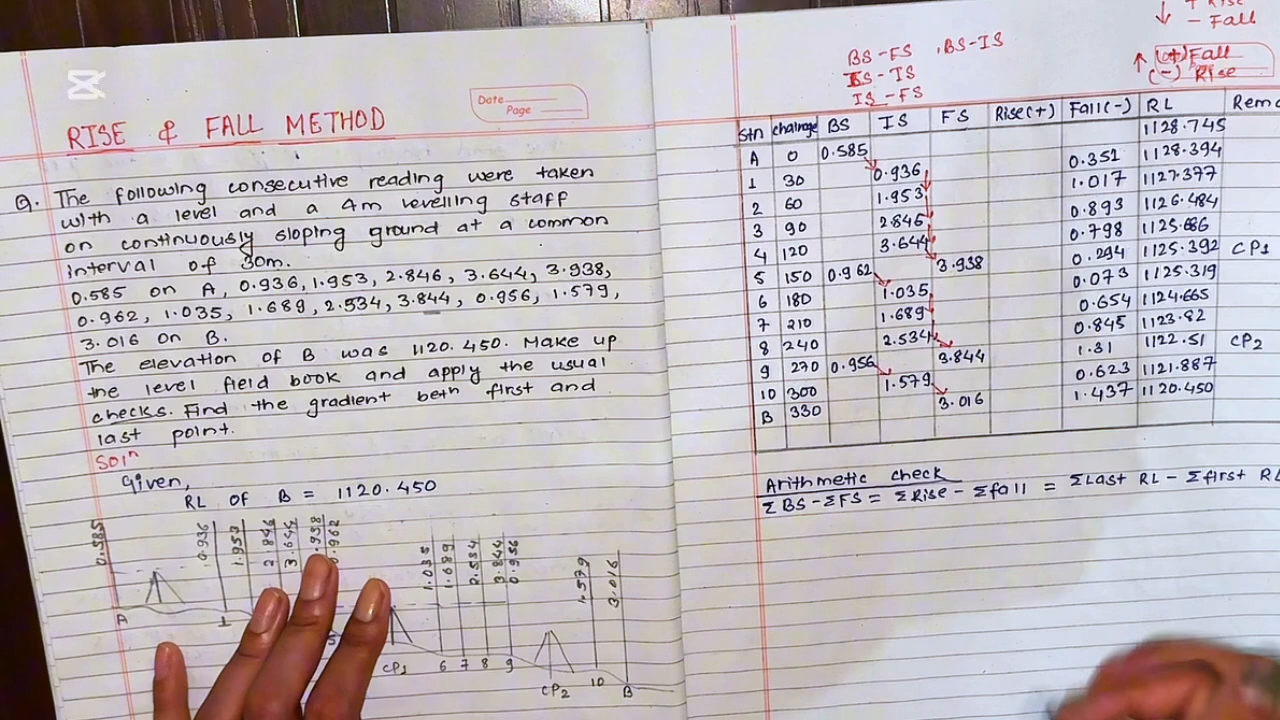 RISE & FALL METHOD
Date
Page
Q. The following consecutive reading were taken
with a level and a 4m levelling staff
on continuously sloping ground at a common
interval of 30m.
0.585 on A, 0.936, 1.953, 2.846, 3.644, 3.938,
0.962, 1.035, 1.689, 2.534, 3.844, 0.956, 1.579,
3.016 on B.
The elevation of B was 1120.450. Make up
the level field book and apply the usual
checks. Find the gradient beth first and
last point.
Soln
Given,
RL OF B = 1120.450
0.585 0.936 1.953 2.846 3.644 .938 0.962 1.035 1.689 2.534 3.844 0.956 1.579 3.016
A 1 5 CP1 6 7 8 9 CP2 10 B
↓
- Fall
↑ (+) Fall
(-) Rise
BS-FS , BS-IS
IS-IS
IS-FS
Stn chainage BS IS FS Rise(+) Fall(-) RL
1128.745
A 0 0.585 0.351 1128.394
1 30 0.936 1.017 1127.377
2 60 1.953 0.893 1126.484
3 90 2.846 0.798 1125.686
4 120 3.644 0.294 1125.392 CP1
5 150 0.962 3.938 0.073 1125.319
6 180 1.035 0.654 1124.665
7 210 1.689 0.845 1123.82
8 240 2.534 1.31 1122.51 CP2
9 270 0.956 3.844 0.623 1121.887
10 300 1.579 1.437 1120.450
B 330 3.016
Arithmetic check
ΣBS-ΣFS = ΣRise - Σfall = ΣLast RL - Σfirst RL